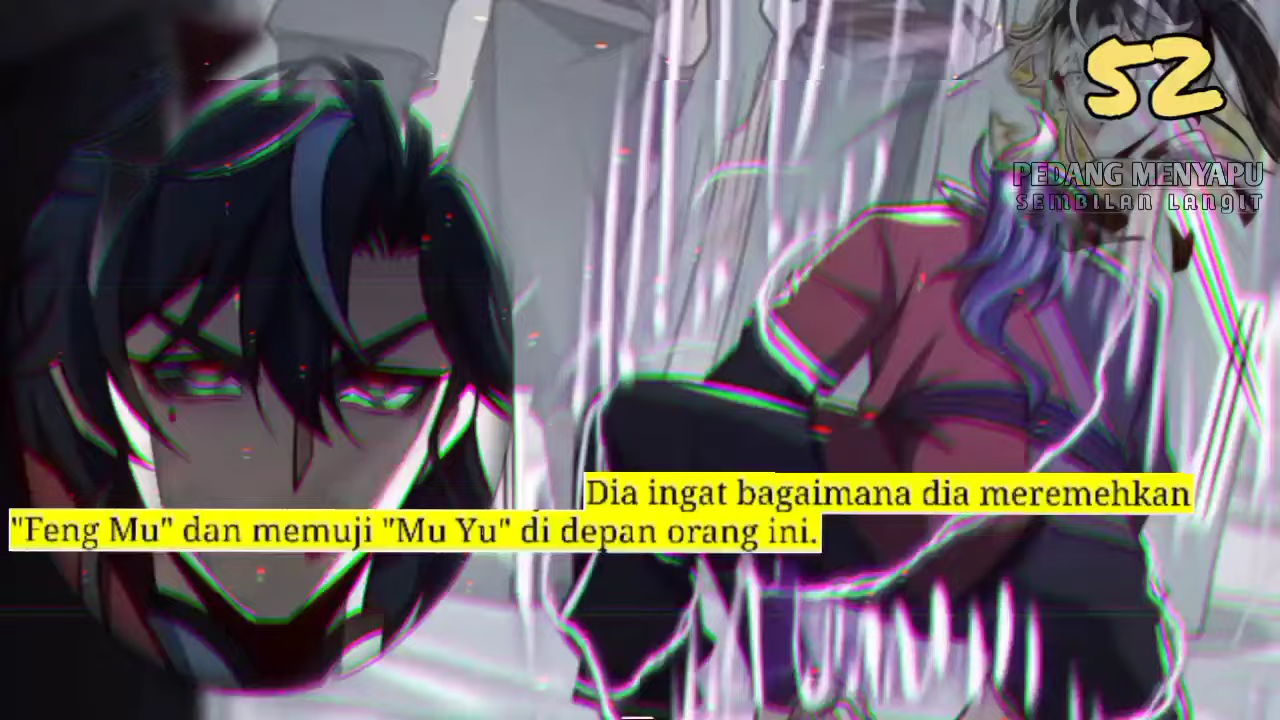 52
PEDANG MENYAPU
SEMBILAN LANGIT
Dia ingat bagaimana dia meremehkan
"Feng Mu" dan memuji "Mu Yu" di depan orang ini.